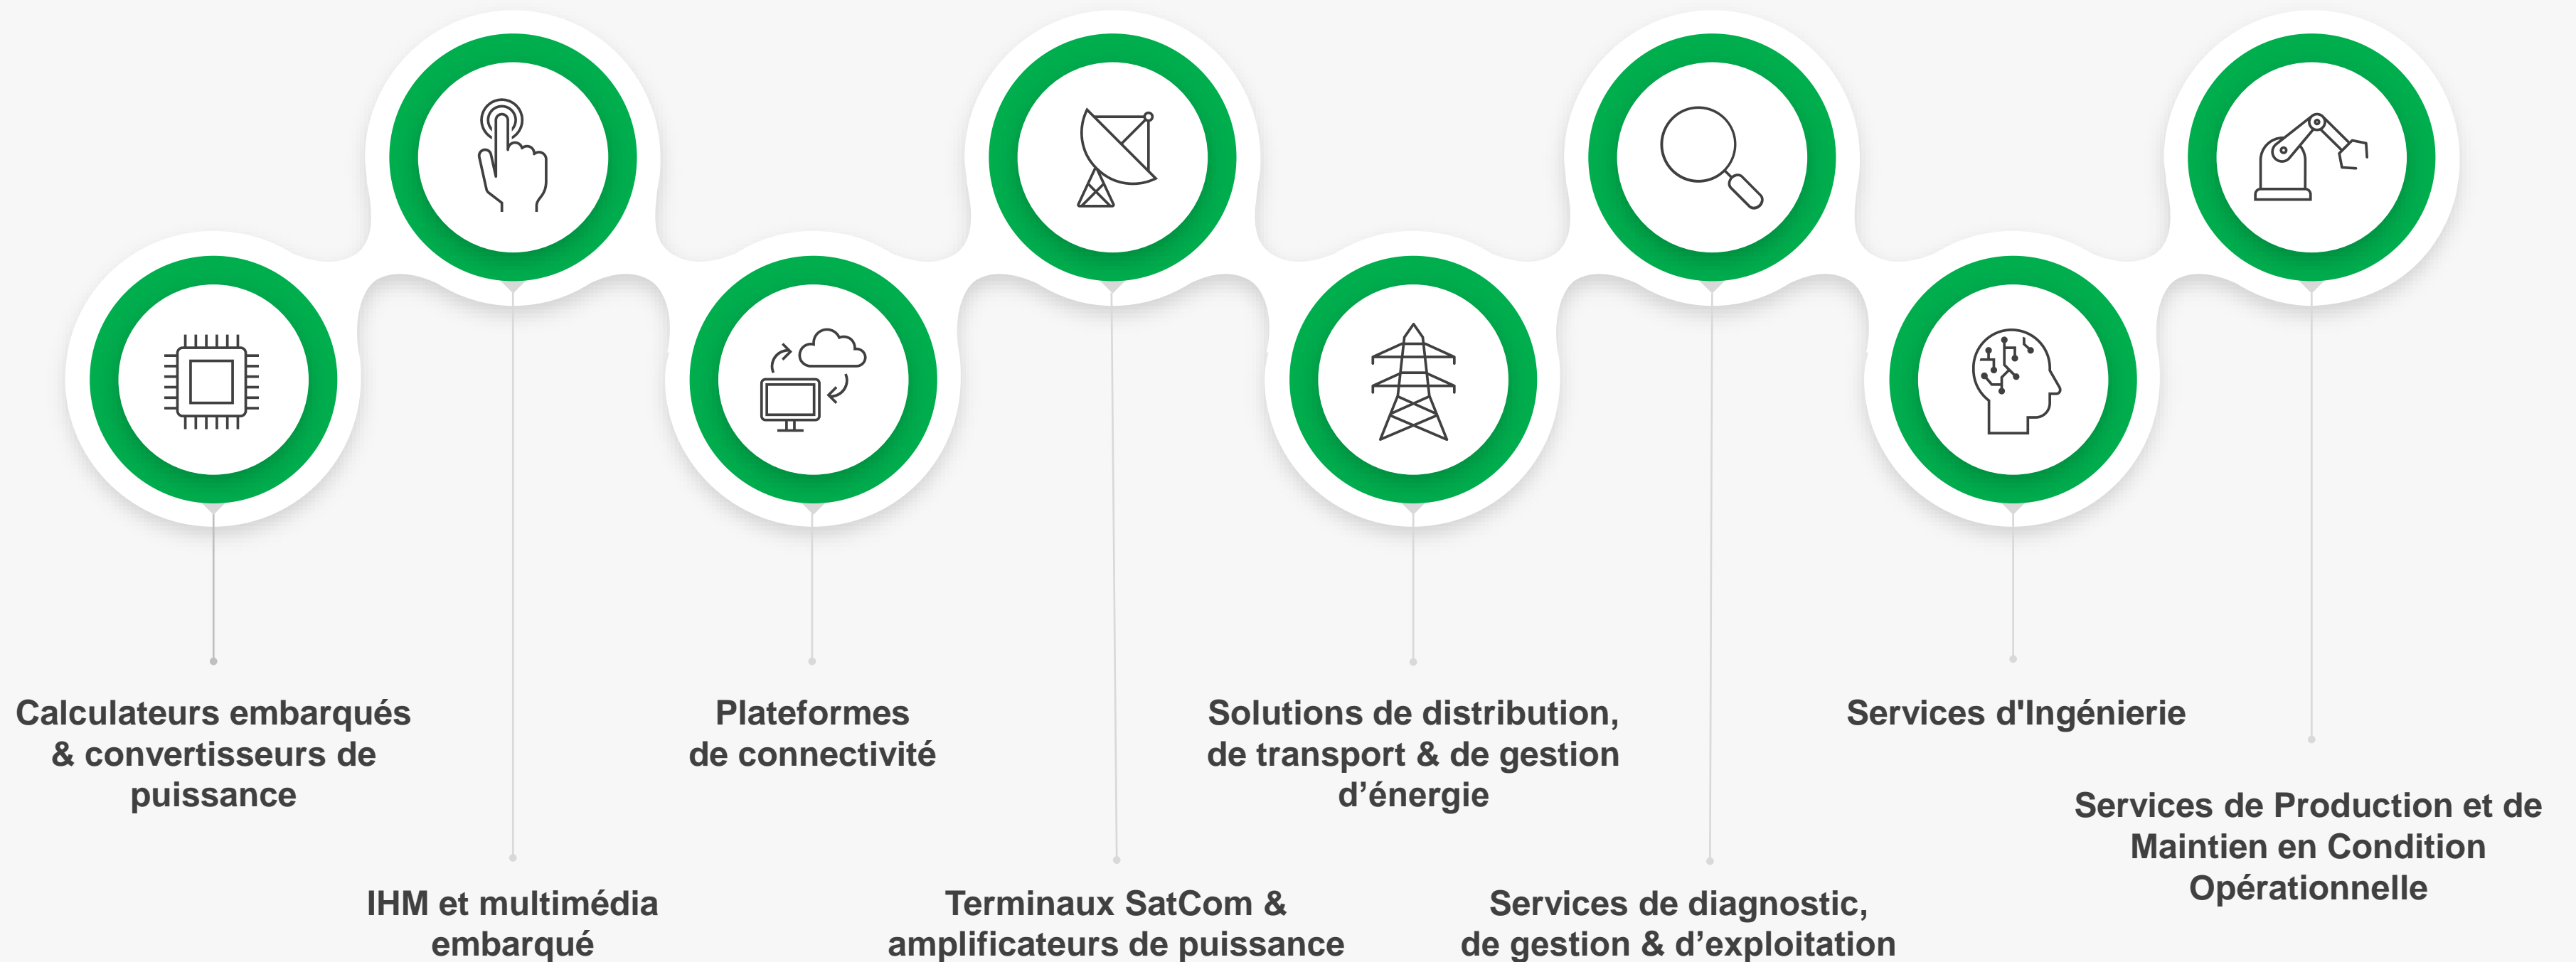 Calculateurs embarqués
& convertisseurs de
puissance
IHM et multimédia
embarqué
Plateformes
de connectivité
Terminaux SatCom &
amplificateurs de puissance
Solutions de distribution,
de transport & de gestion
d’énergie
Services de diagnostic,
de gestion & d’exploitation
Services d'Ingénierie
Services de Production et de
Maintien en Condition
Opérationnelle